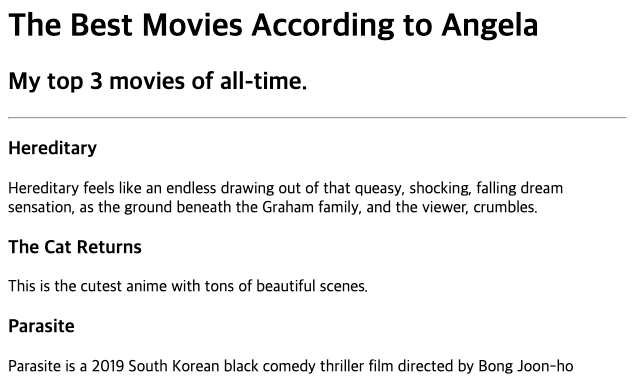 The Best Movies According to Angela
My top 3 movies of all-time.
Hereditary
Hereditary feels like an endless drawing out of that queasy, shocking, falling dream
sensation, as the ground beneath the Graham family, and the viewer, crumbles.
The Cat Returns
This is the cutest anime with tons of beautiful scenes.
Parasite
Parasite is a 2019 South Korean black comedy thriller film directed by Bong Joon-ho